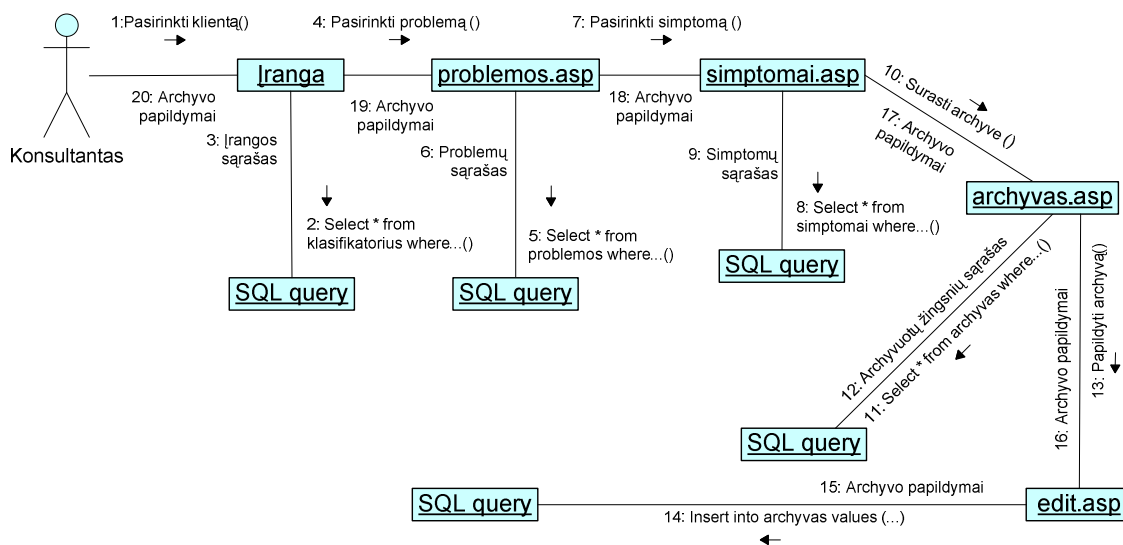 1:Pasirinkti klientą()
4: Pasirinkti problemą ()
7: Pasirinkti simptomą ()
Įranga
problemos.asp
simptomai.asp
10: Surasti archyve ()
17: Archyvo
papildymai
20: Archyvo
papildymai
19: Archyvo
papildymai
18: Archyvo
papildymai
Konsultantas
3: Įrangos
sąrašas
6: Problemų
sąrašas
9: Simptomų
sąrašas
archyvas.asp
2: Select * from
klasifikatorius where...()
5: Select * from
problemos where...()
8: Select * from
simptomai where...()
SQL query
SQL query
SQL query
12: Archyvuotų žingsnių sąrašas
11: Select * from archyvas where...()
16: Archyvo papildymai
13: Papildyti archyvą()
SQL query
SQL query
15: Archyvo papildymai
14: Insert into archyvas values (...)
edit.asp